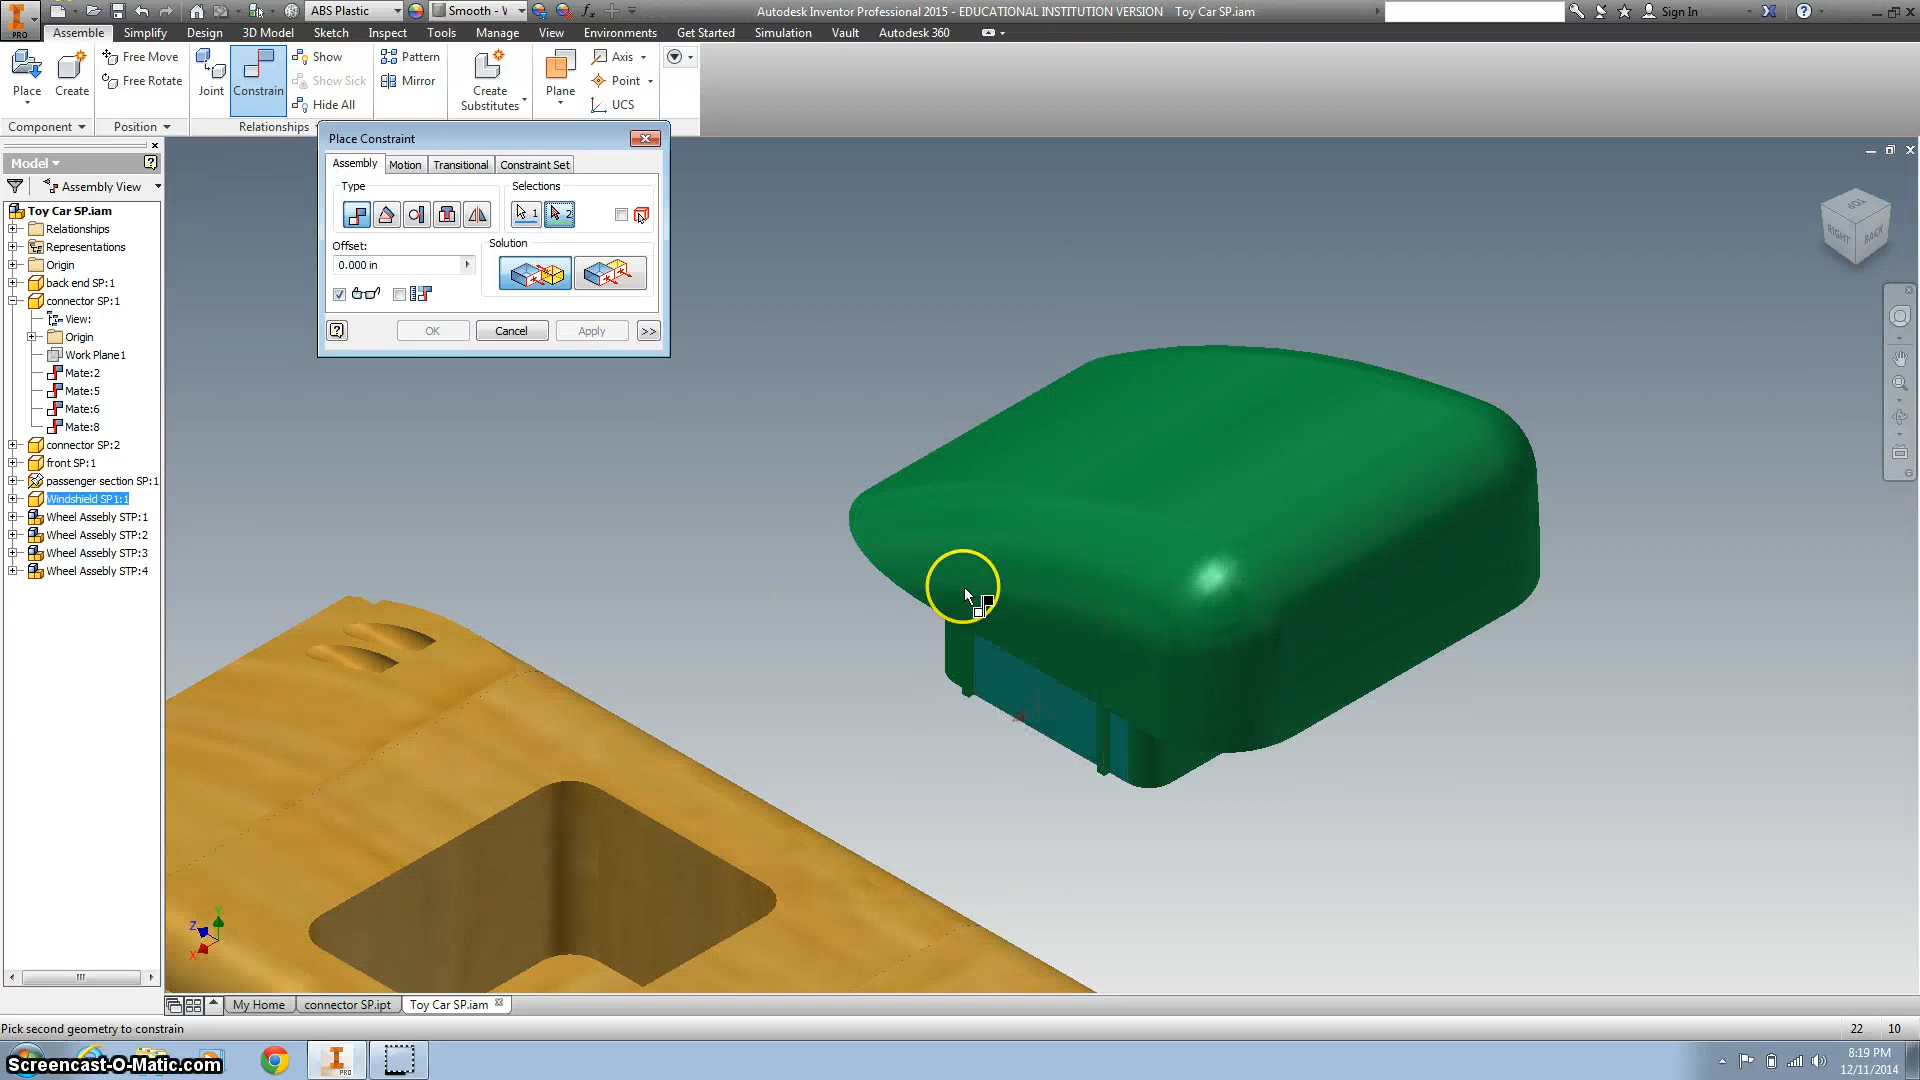 ABS Plastic
Smooth - V
Autodesk Inventor Professional 2015 - EDUCATIONAL INSTITUTION VERSION Toy Car SP.iam
Sign In
PRO
Assemble Simplify Design 3D Model Sketch Inspect Tools Manage View Environments Get Started Simulation Vault Autodesk 360
Free Move
Show
Pattern
Axis
Free Rotate
Show Sick
Mirror
Point
Place Create Joint Constrain
Create
Substitutes
Plane
Hide All
UCS
Component Position Relationships
Place Constraint
Assembly Motion Transitional Constraint Set
Type
Selections
1
2
Offset:
Solution
0.000 in
OK Cancel Apply >>
Model
Assembly View
Toy Car SP.iam
Relationships
Representations
Origin
back end SP:1
connector SP:1
View:
Origin
Work Plane1
Mate:2
Mate:5
Mate:6
Mate:8
connector SP:2
front SP:1
passenger section SP:1
Windshield SP1:1
Wheel Assebly STP:1
Wheel Assebly STP:2
Wheel Assebly STP:3
Wheel Assebly STP:4
TOP
RIGHT
BACK
Y
Z
X
My Home connector SP.ipt Toy Car SP.iam
Pick second geometry to constrain
22 10
Screencast-O-Matic.com
PRO
8:19 PM
12/11/2014